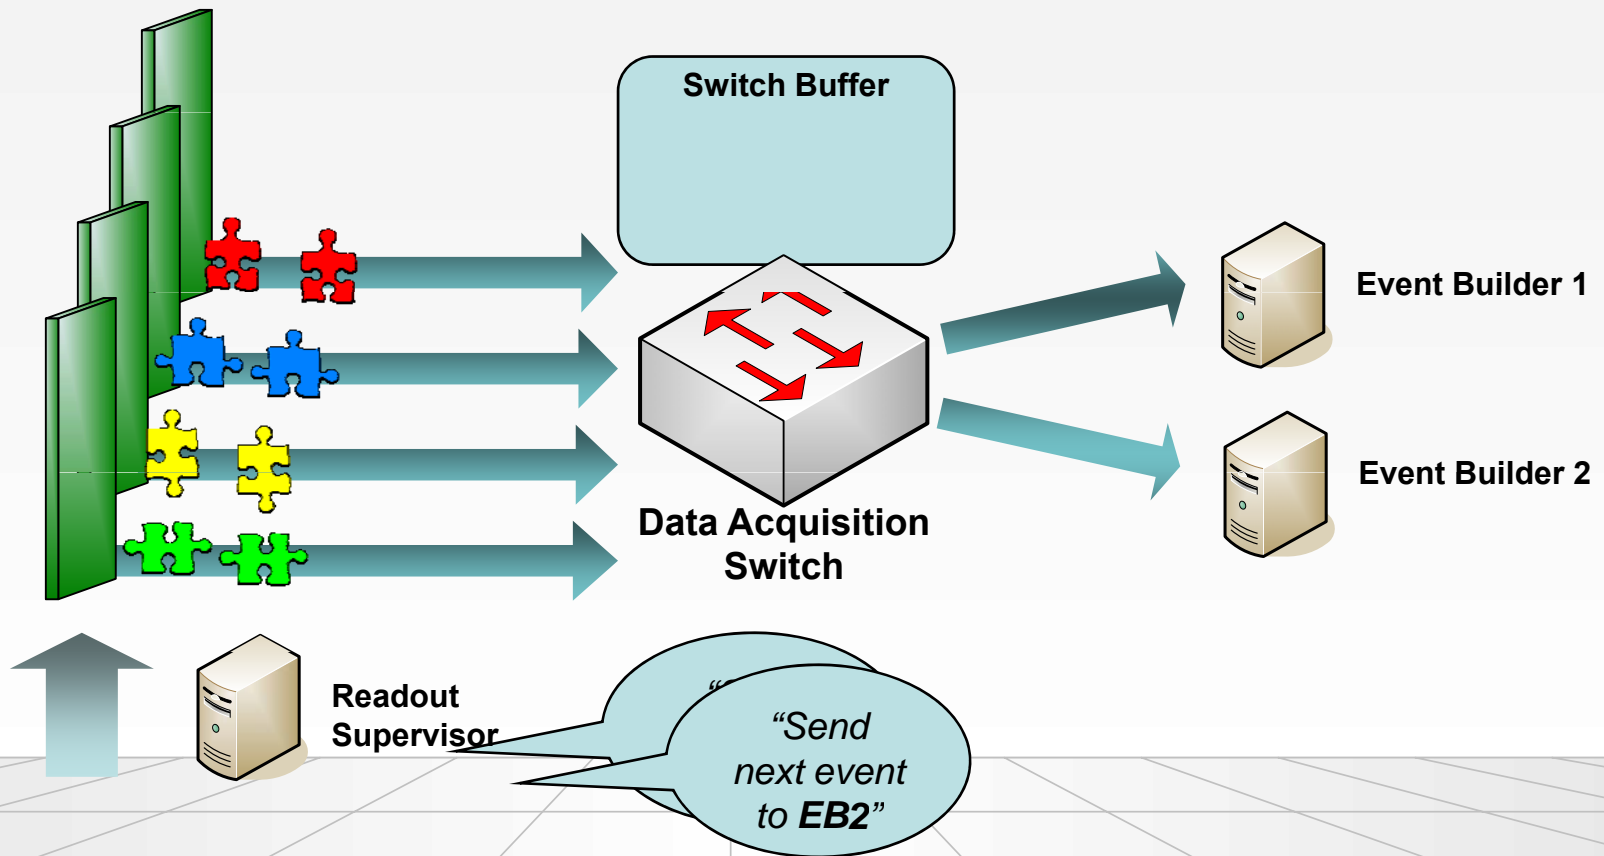 Switch Buffer
Event Builder 1
Event Builder 2
Data Acquisition
Switch
Readout
Supervisor
“Send
next event
to EB2”